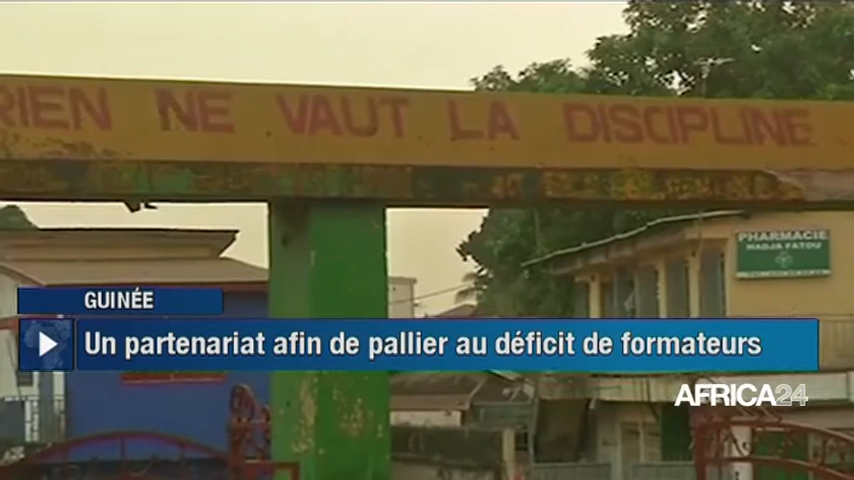 RIEN NE VAUT LA DISCIPLINE
PHARMACIE
HADJA FATOU
GUINÉE
Un partenariat afin de pallier au déficit de formateurs
AFRICA24